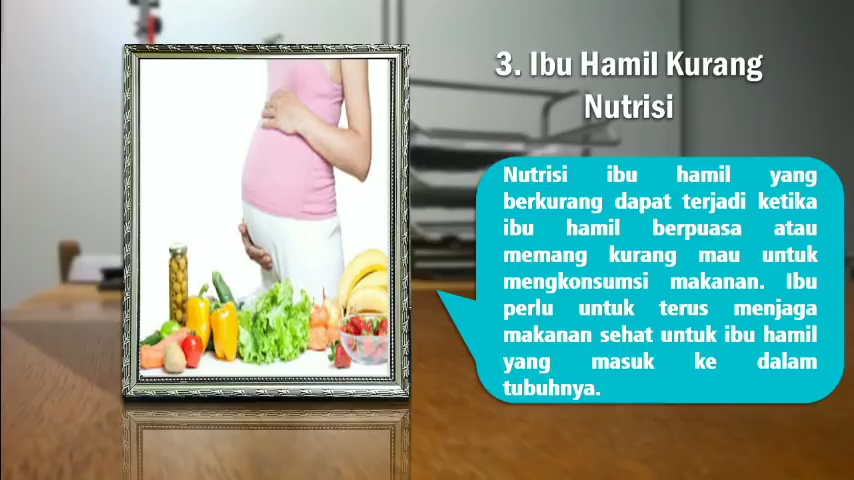 3. Ibu Hamil Kurang
Nutrisi
Nutrisi ibu hamil yang
berkurang dapat terjadi ketika
ibu hamil berpuasa atau
memang kurang mau untuk
mengkonsumsi makanan. Ibu
perlu untuk terus menjaga
makanan sehat untuk ibu hamil
yang masuk ke dalam
tubuhnya.